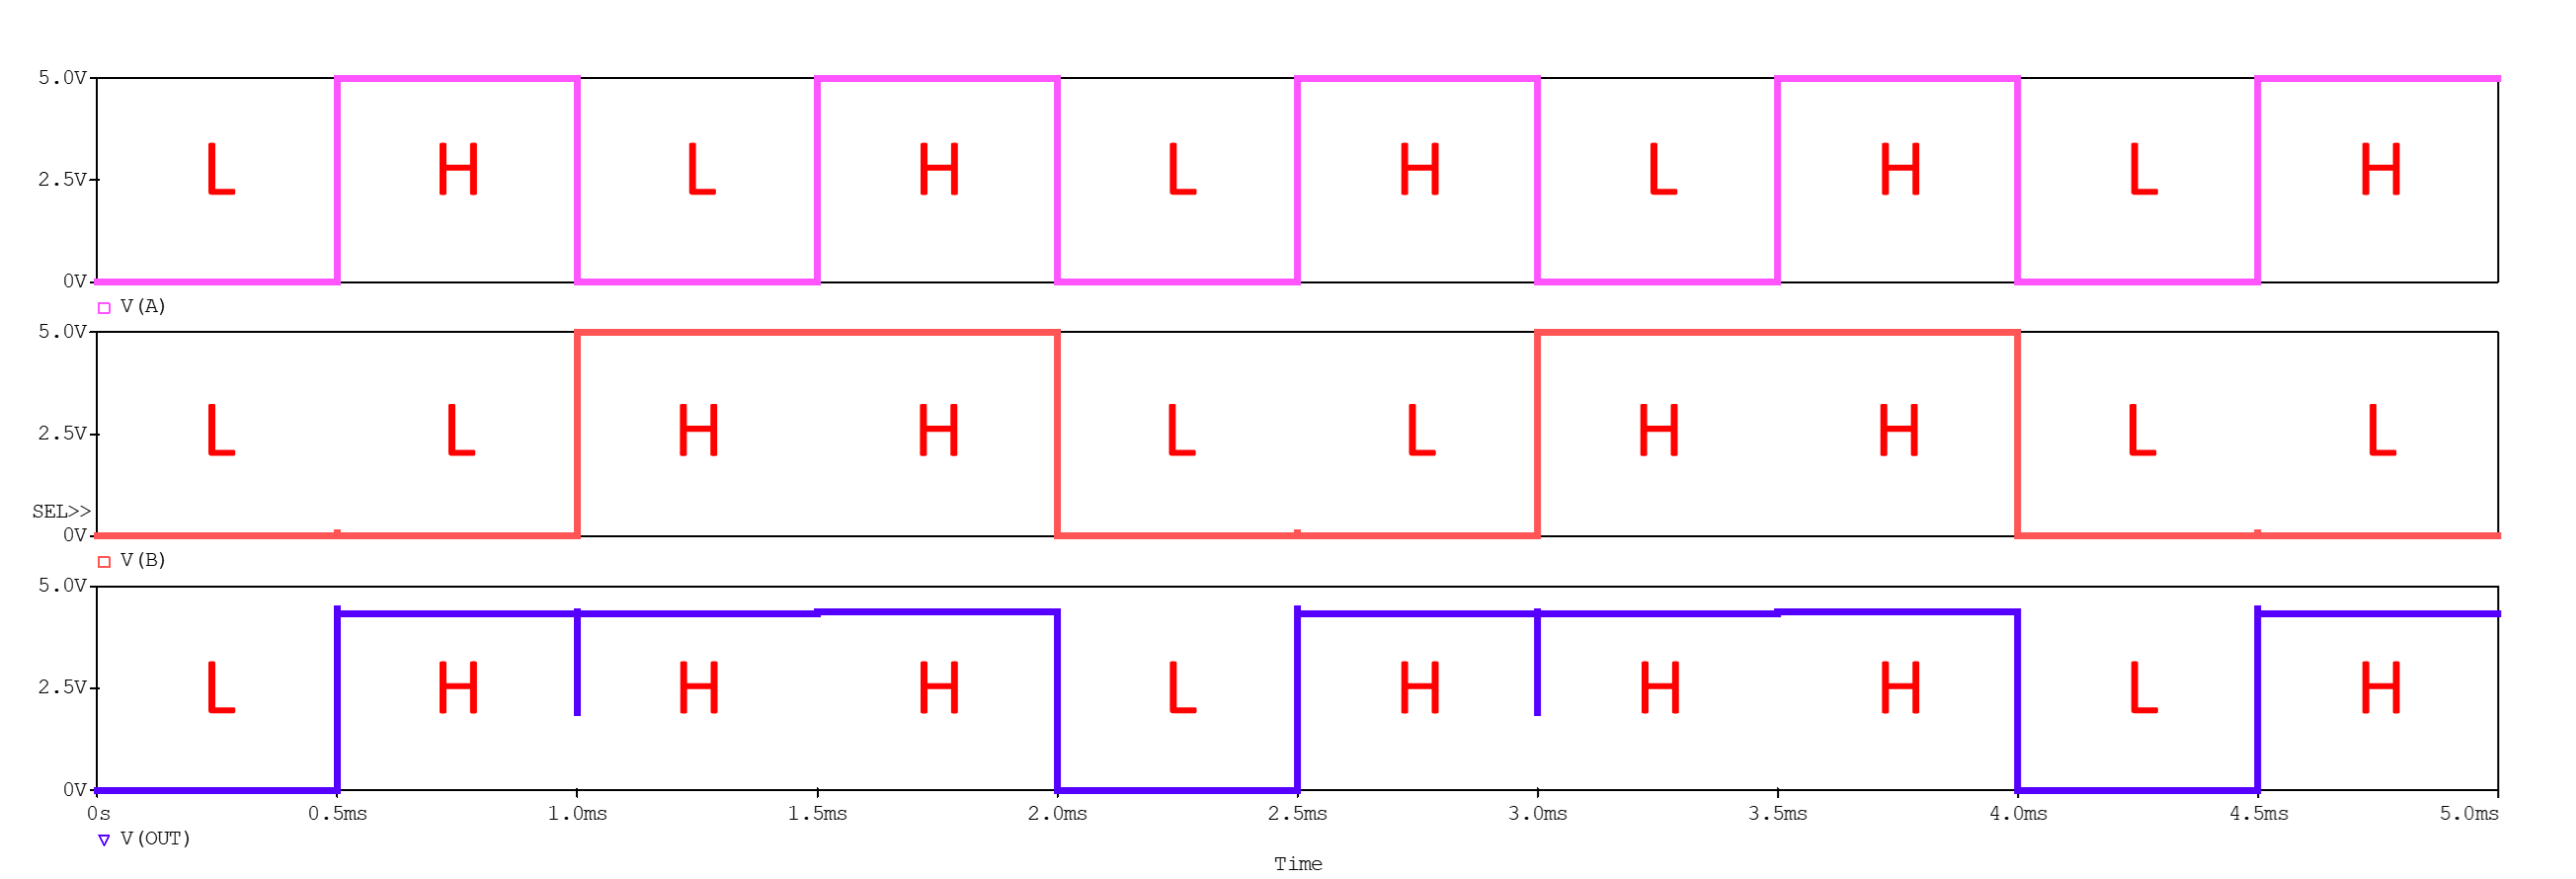 5.0V
L H L H L H L H L H
2.5V
0V
V(A)
5.0V
L L H H L L H H L L
2.5V
SEL>>
0V
V(B)
5.0V
L H H H L H H H L H
2.5V
0V
0s 0.5ms 1.0ms 1.5ms 2.0ms 2.5ms 3.0ms 3.5ms 4.0ms 4.5ms 5.0ms
V(OUT)
Time